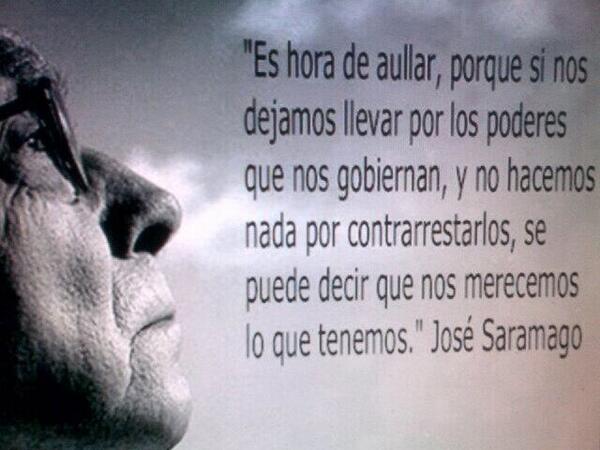 "Es hora de aullar, porque si nos
dejamos llevar por los poderes
que nos gobiernan, y no hacemos
nada por contrarrestarlos, se
puede decir que nos merecemos
lo que tenemos." José Saramago